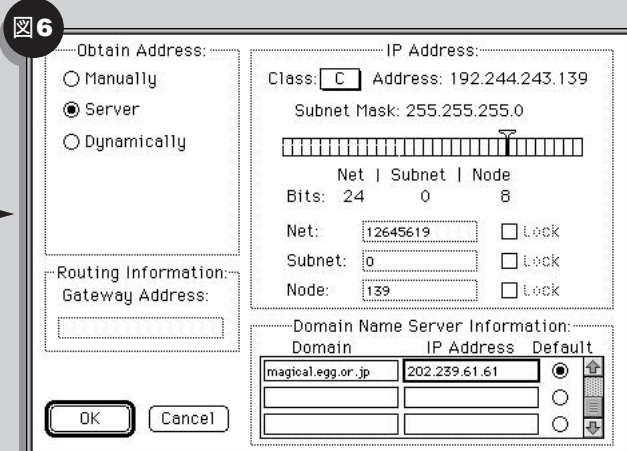 図6
Obtain Address:
Manually
Server
Dynamically
Routing Information:
Gateway Address:
IP Address:
Class: C Address: 192.244.243.139
Subnet Mask: 255.255.255.0
Net | Subnet | Node
Bits: 24 0 8
Net: 12645619 Lock
Subnet: 0 Lock
Node: 139 Lock
Domain Name Server Information:
Domain IP Address Default
magical.egg.or.jp 202.239.61.61
OK Cancel